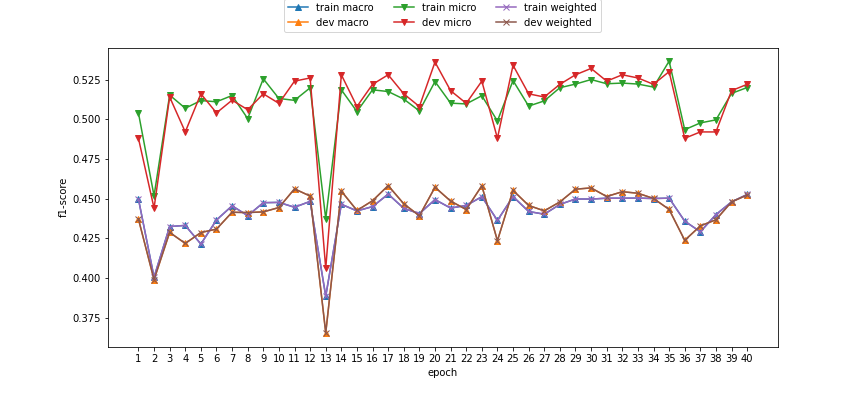 train macro train micro train weighted
dev macro dev micro dev weighted
0.525
0.500
0.475
0.450
0.425
0.400
0.375
f1-score
1 2 3 4 5 6 7 8 9 10 11 12 13 14 15 16 17 18 19 20 21 22 23 24 25 26 27 28 29 30 31 32 33 34 35 36 37 38 39 40
epoch